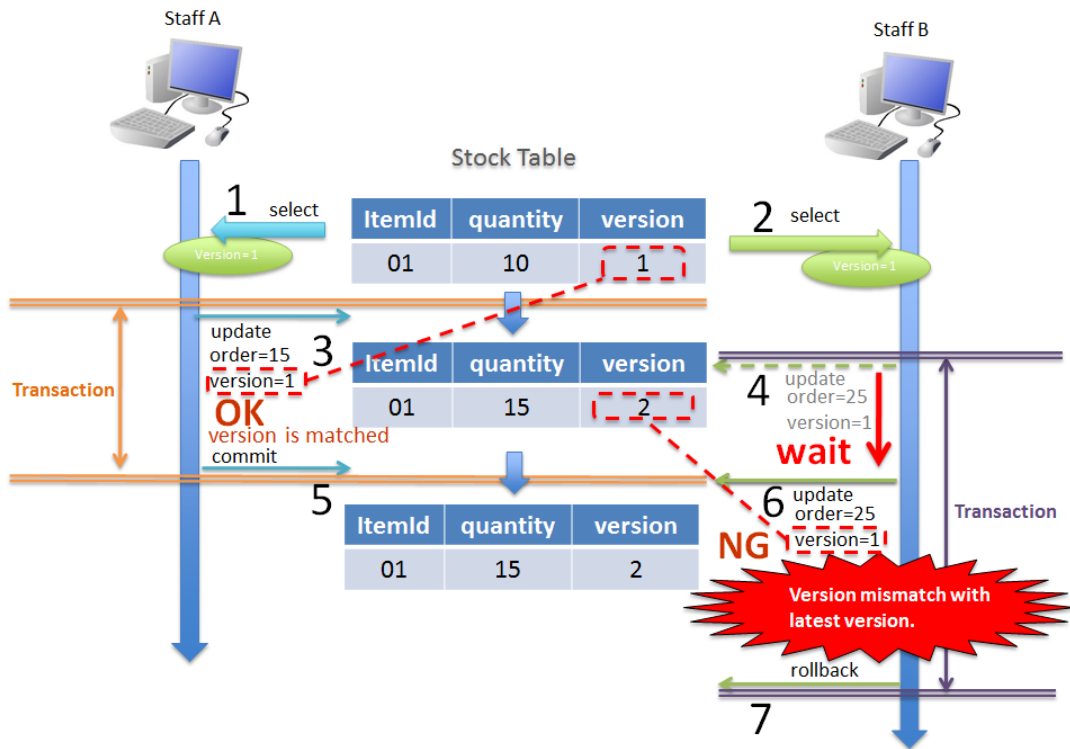 Staff A
Staff B
Stock Table
1
select
2
select
ItemId quantity version
01 10 1
Version=1
Version=1
update
order=15
version=1
3
OK
version is matched
commit
Transaction
ItemId quantity version
01 15 2
4
update
order=25
version=1
wait
5
ItemId quantity version
01 15 2
6
update
order=25
version=1
NG
Transaction
Version mismatch with
latest version.
rollback
7